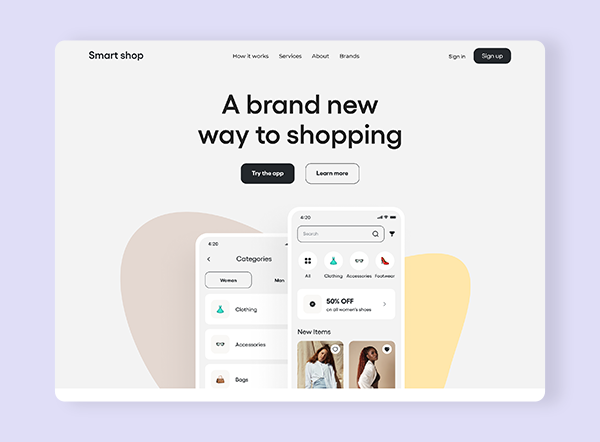 Smart shop
How it works Services About Brands
Sign in
Sign up
A brand new
way to shopping
Try the app
Learn more
4:20
Categories
Women
Men
Clothing
Accessories
Bags
4:20
Search
All
Clothing
Accessories
Footwear
50% OFF
on all women's shoes
New Items